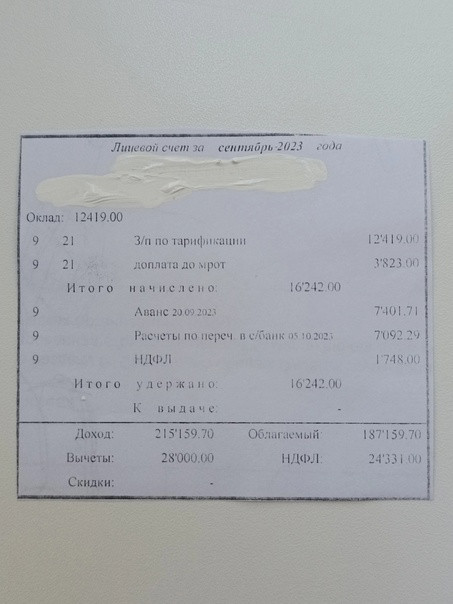 Лицевой счет за сентябрь-2023 года
Оклад: 12419.00
9 21 З/п по тарификации 12'419.00
9 21 доплата до мрот 3'823.00
Итого начислено: 16'242.00
9 Аванс 20.09.2023 7'401.71
9 Расчеты по переч. в с/банк 05.10.2023 7'092.29
9 НДФЛ 1'748.00
Итого удержано: 16'242.00
К выдаче: -
Доход: 215'159.70 Облагаемый: 187'159.70
Вычеты: 28'000.00 НДФЛ: 24'331.00
Скидки: -